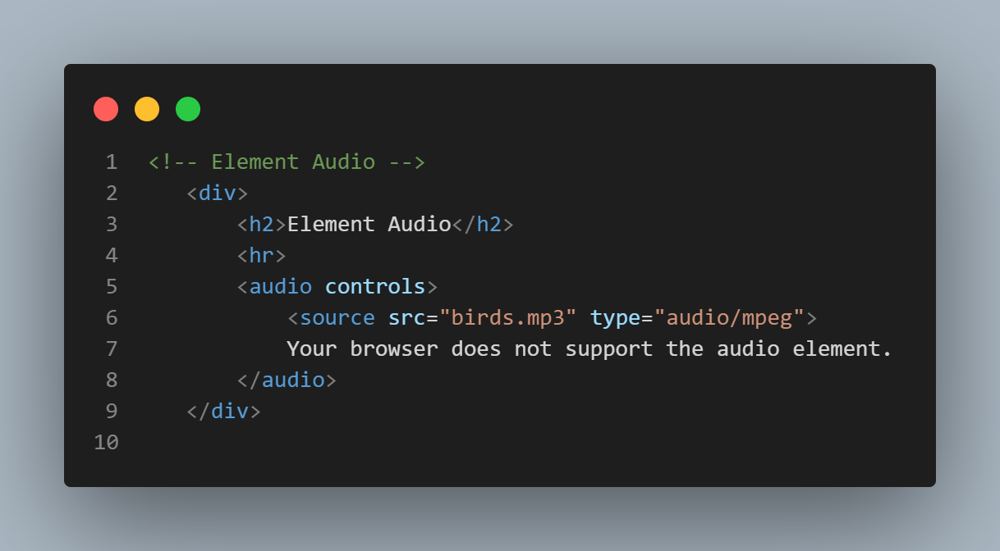 1 <!-- Element Audio -->
2    <div>
3        <h2>Element Audio</h2>
4        <hr>
5        <audio controls>
6            <source src="birds.mp3" type="audio/mpeg">
7            Your browser does not support the audio element.
8        </audio>
9    </div>
10